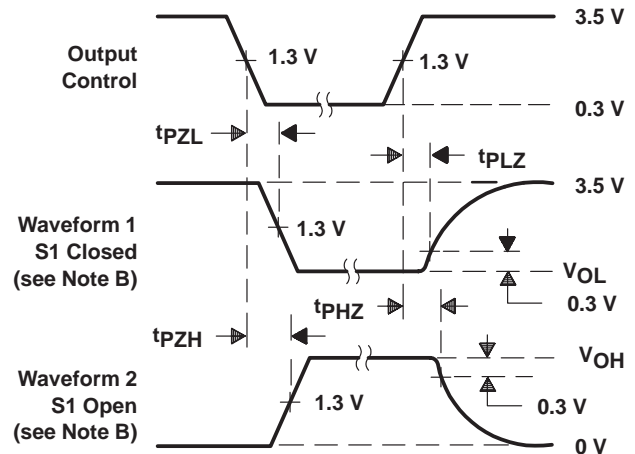 3.5 V
Output
Control
1.3 V
1.3 V
0.3 V
tPZL
tPLZ
3.5 V
Waveform 1
S1 Closed
(see Note B)
1.3 V
VOL
0.3 V
tPHZ
tPZH
VOH
Waveform 2
S1 Open
(see Note B)
1.3 V
0.3 V
0 V